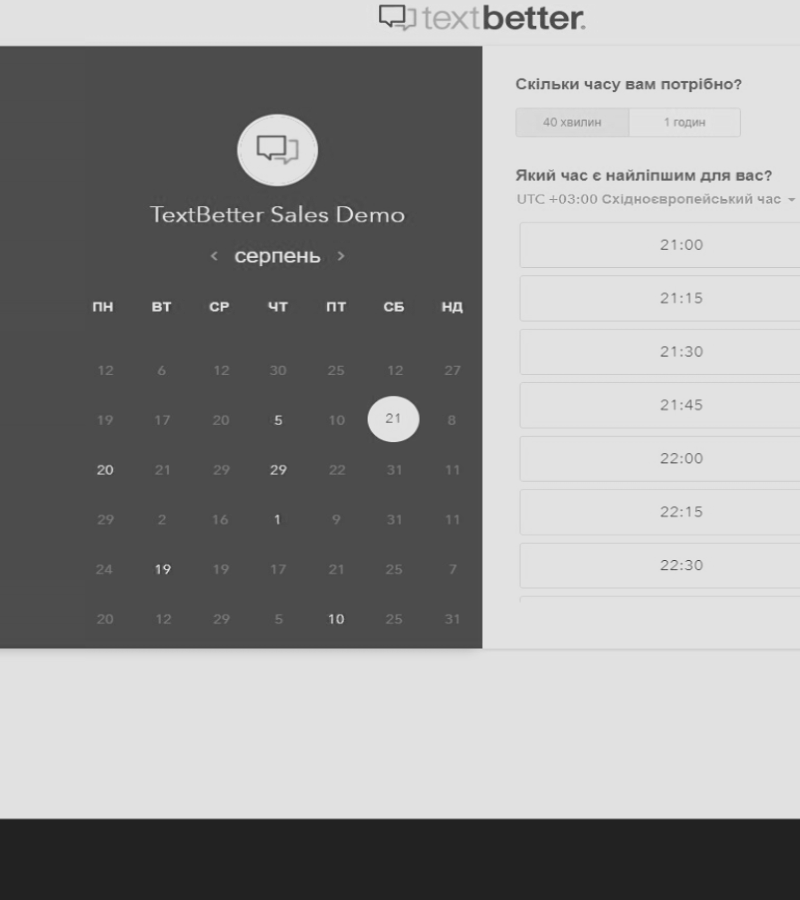 textbetter.
TextBetter Sales Demo
< серпень >
ПН ВТ СР ЧТ ПТ СБ НД
12 6 12 30 25 12 27
19 17 20 5 10 21 8
20 21 29 29 22 31 11
29 2 16 1 9 31 11
24 19 19 17 21 25 7
20 12 29 5 10 25 31
Скільки часу вам потрібно?
40 хвилин 1 годин
Який час є найліпшим для вас?
UTC +03:00 Східноєвропейський час
21:00
21:15
21:30
21:45
22:00
22:15
22:30